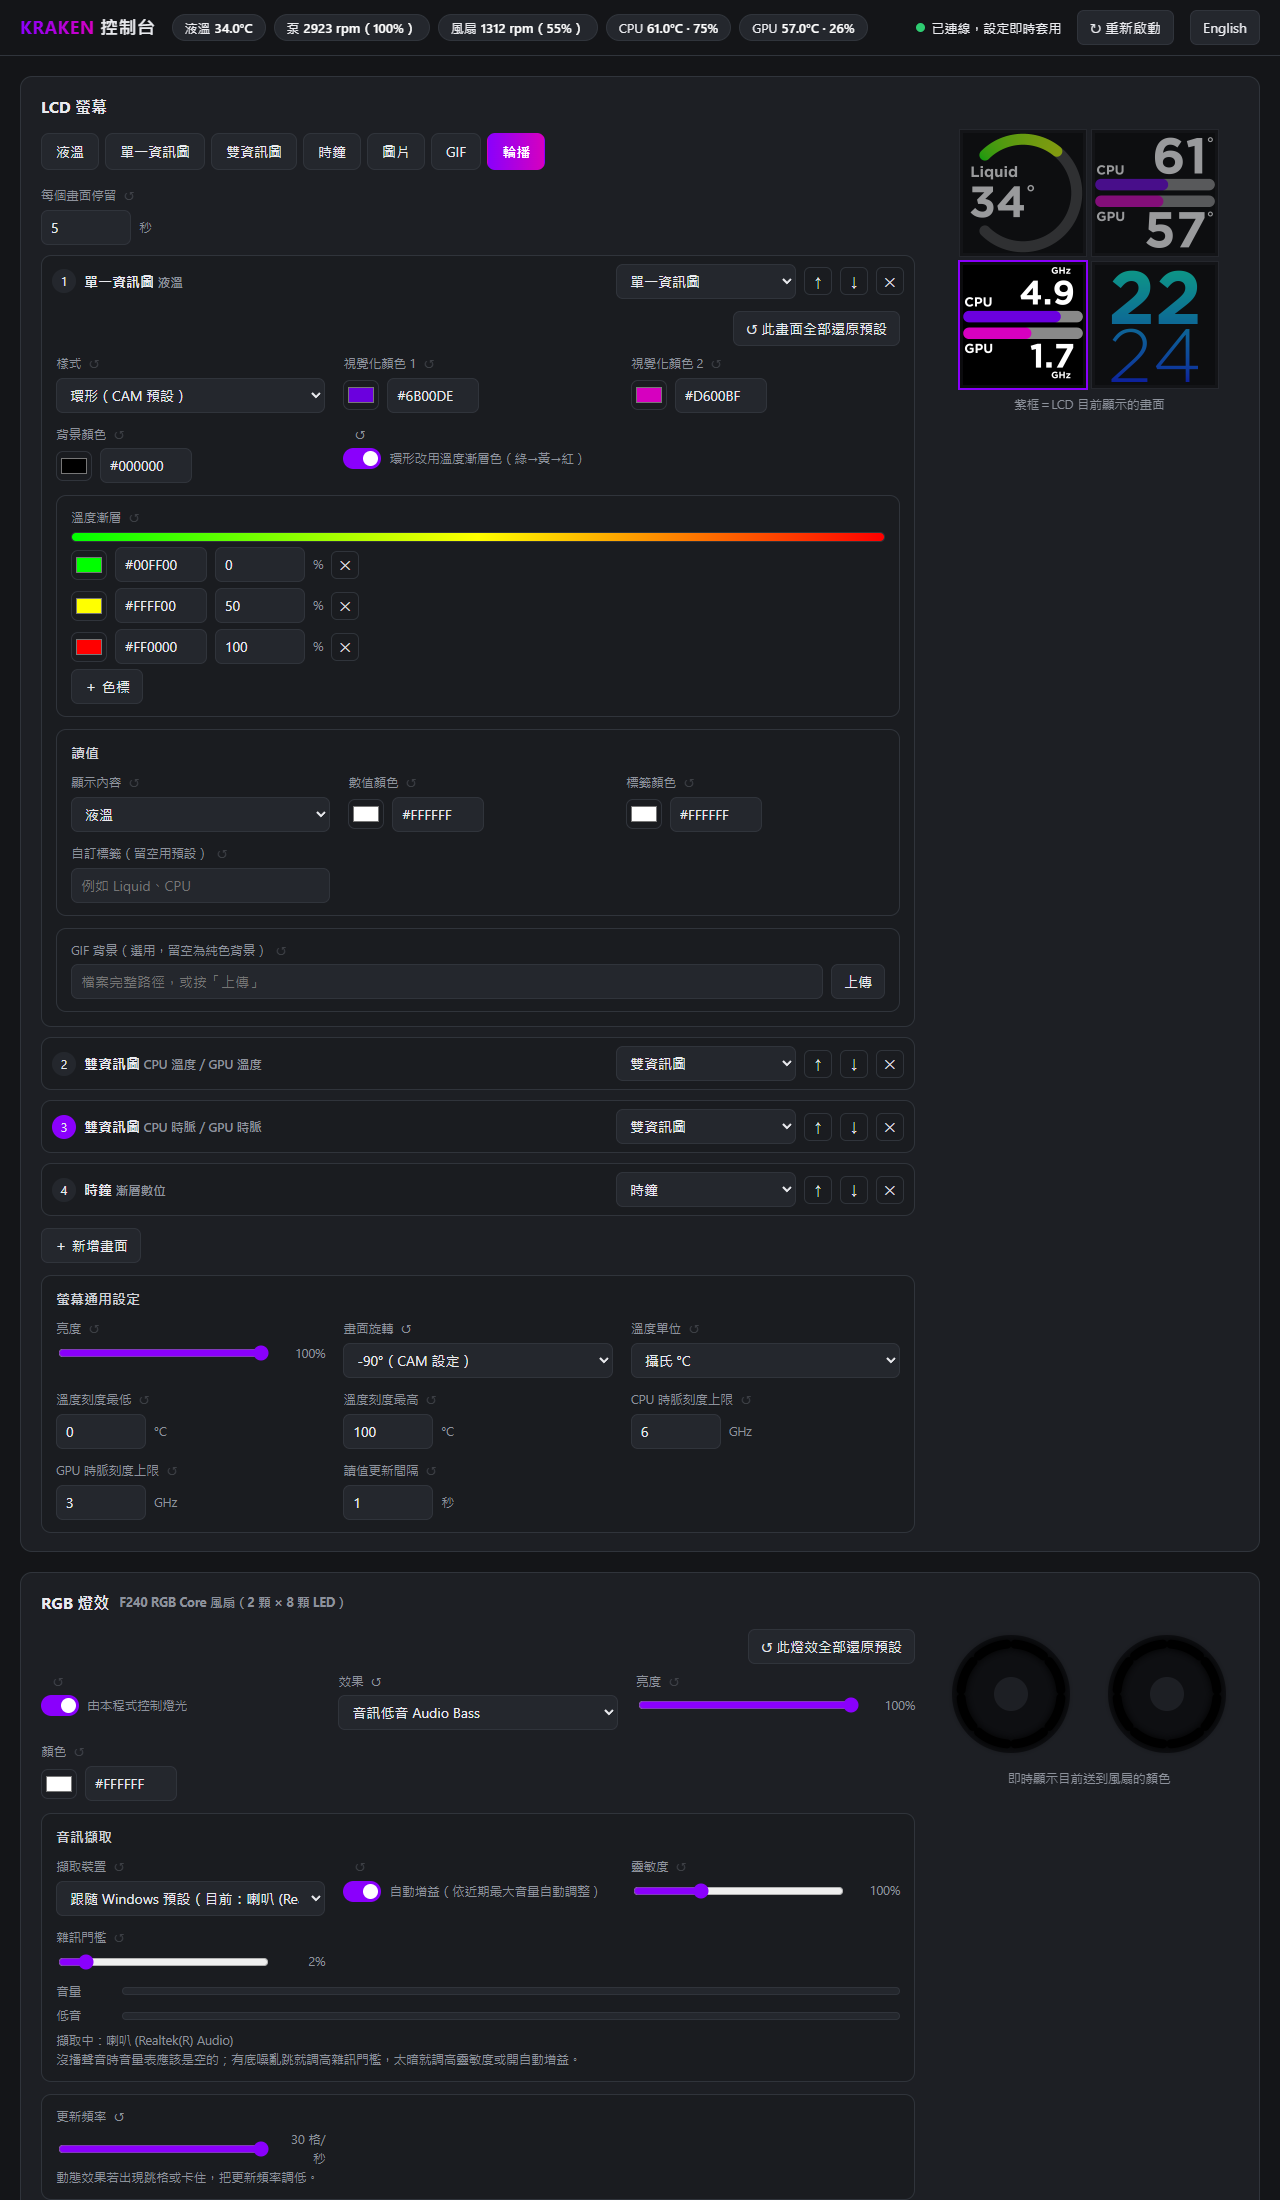 KRAKEN 控制台
液溫 34.0°C
泵 2923 rpm（100%）
風扇 1312 rpm（55%）
CPU 61.0°C · 75%
GPU 57.0°C · 26%
已連線，設定即時套用
↻ 重新啟動
English
LCD 螢幕
液溫
單一資訊圖
雙資訊圖
時鐘
圖片
GIF
輪播
每個畫面停留 ↺
5 秒
1 單一資訊圖 液溫
單一資訊圖
↑ ↓ ×
↺ 此畫面全部還原預設
樣式 ↺
環形（CAM 預設）
視覺化顏色 1 ↺
#6B00DE
視覺化顏色 2 ↺
#D600BF
背景顏色 ↺
#000000
↺
環形改用溫度漸層色（綠→黃→紅）
溫度漸層 ↺
#00FF00 0 % ×
#FFFF00 50 % ×
#FF0000 100 % ×
＋ 色標
讀值
顯示內容 ↺
液溫
數值顏色 ↺
#FFFFFF
標籤顏色 ↺
#FFFFFF
自訂標籤（留空用預設） ↺
例如 Liquid、CPU
GIF 背景（選用，留空為純色背景） ↺
檔案完整路徑，或按「上傳」
上傳
2 雙資訊圖 CPU 溫度 / GPU 溫度
雙資訊圖
↑ ↓ ×
3 雙資訊圖 CPU 時脈 / GPU 時脈
雙資訊圖
↑ ↓ ×
4 時鐘 漸層數位
時鐘
↑ ↓ ×
＋ 新增畫面
螢幕通用設定
亮度 ↺
100%
畫面旋轉 ↺
-90°（CAM 設定）
溫度單位 ↺
攝氏 °C
溫度刻度最低 ↺
0 °C
溫度刻度最高 ↺
100 °C
CPU 時脈刻度上限 ↺
6 GHz
GPU 時脈刻度上限 ↺
3 GHz
讀值更新間隔 ↺
1 秒
Liquid
34°
CPU 61°
GPU 57°
GHz
CPU 4.9
GPU 1.7
GHz
22
24
紫框＝LCD 目前顯示的畫面
RGB 燈效 F240 RGB Core 風扇（2 顆 × 8 顆 LED）
↺ 此燈效全部還原預設
↺
由本程式控制燈光
效果 ↺
音訊低音 Audio Bass
亮度 ↺
100%
顏色 ↺
#FFFFFF
音訊擷取
擷取裝置 ↺
跟隨 Windows 預設（目前：喇叭 (Re
↺
自動增益（依近期最大音量自動調整）
靈敏度 ↺
100%
雜訊門檻 ↺
2%
音量
低音
擷取中：喇叭 (Realtek(R) Audio)
沒播聲音時音量表應該是空的；有底噪亂跳就調高雜訊門檻，太暗就調高靈敏度或開自動增益。
更新頻率 ↺
30 格/
秒
動態效果若出現跳格或卡住，把更新頻率調低。
即時顯示目前送到風扇的顏色